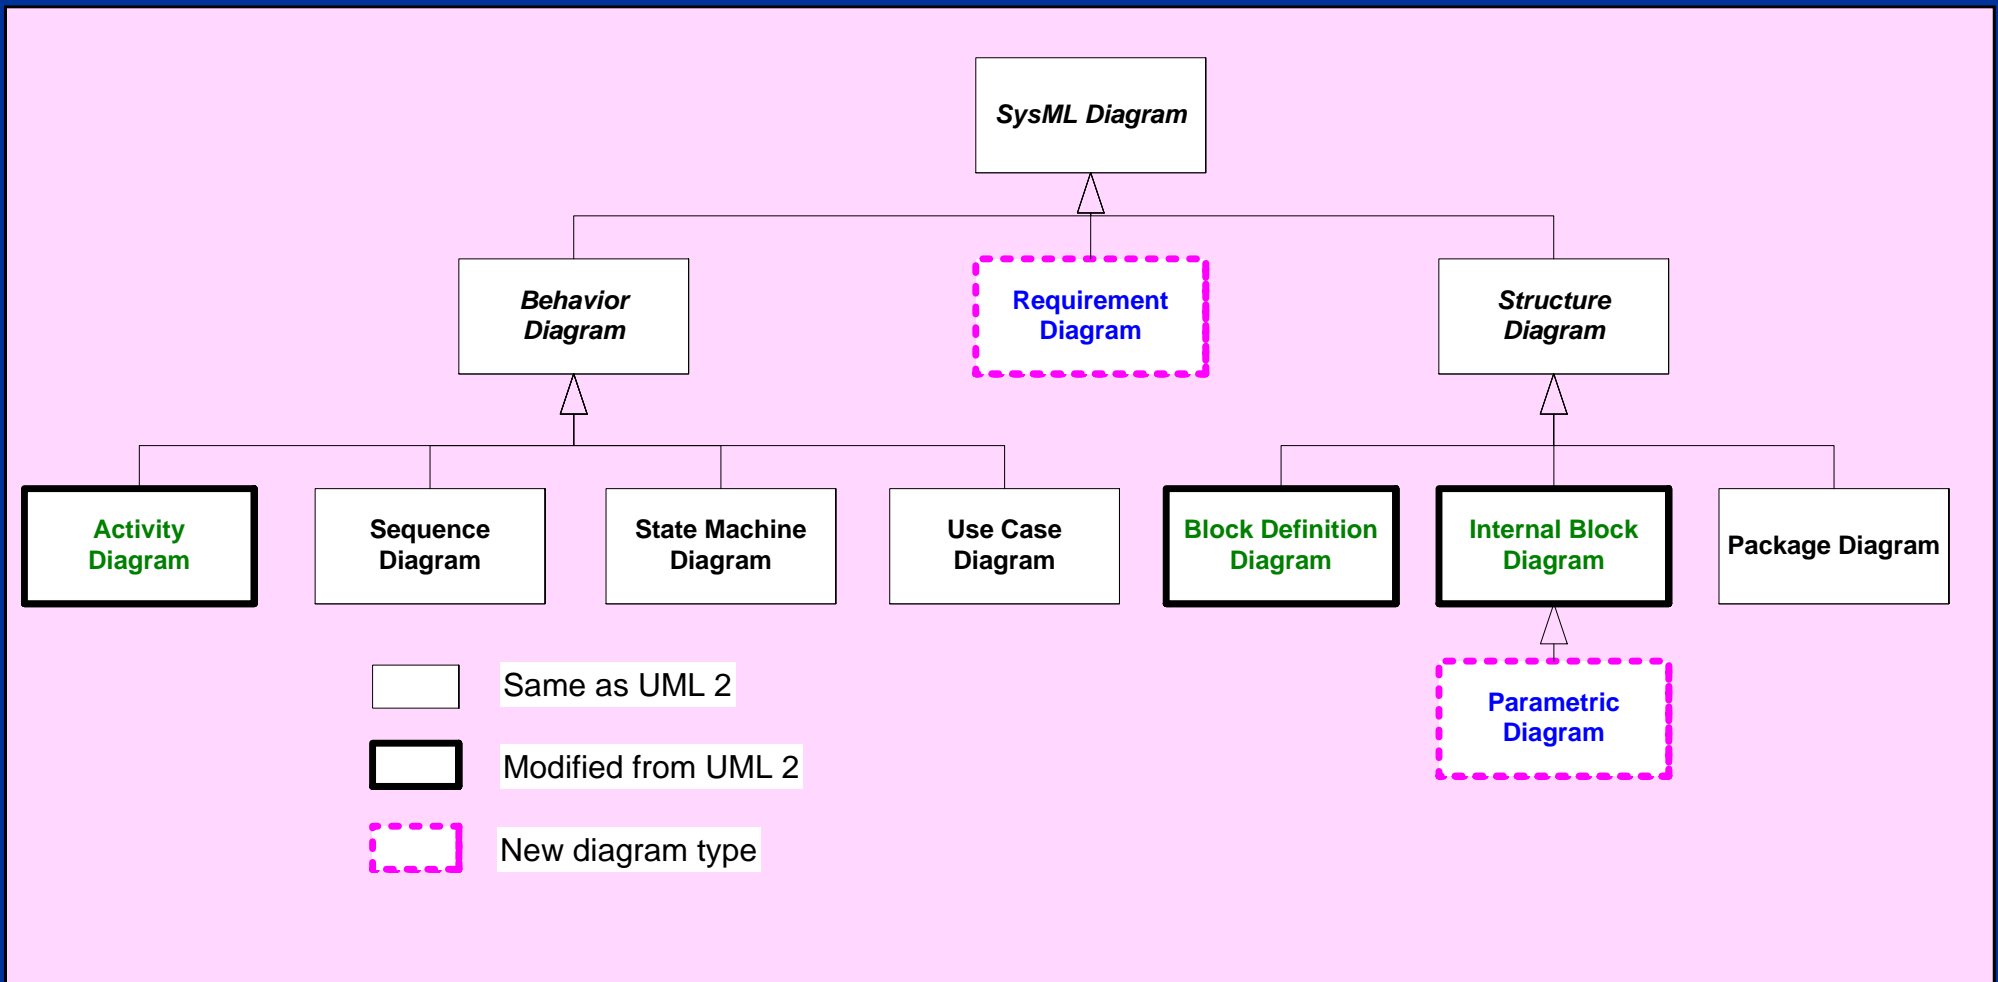 SysML Diagram
Behavior
Diagram
Requirement
Diagram
Structure
Diagram
Activity
Diagram
Sequence
Diagram
State Machine
Diagram
Use Case
Diagram
Block Definition
Diagram
Internal Block
Diagram
Package Diagram
Parametric
Diagram
Same as UML 2
Modified from UML 2
New diagram type